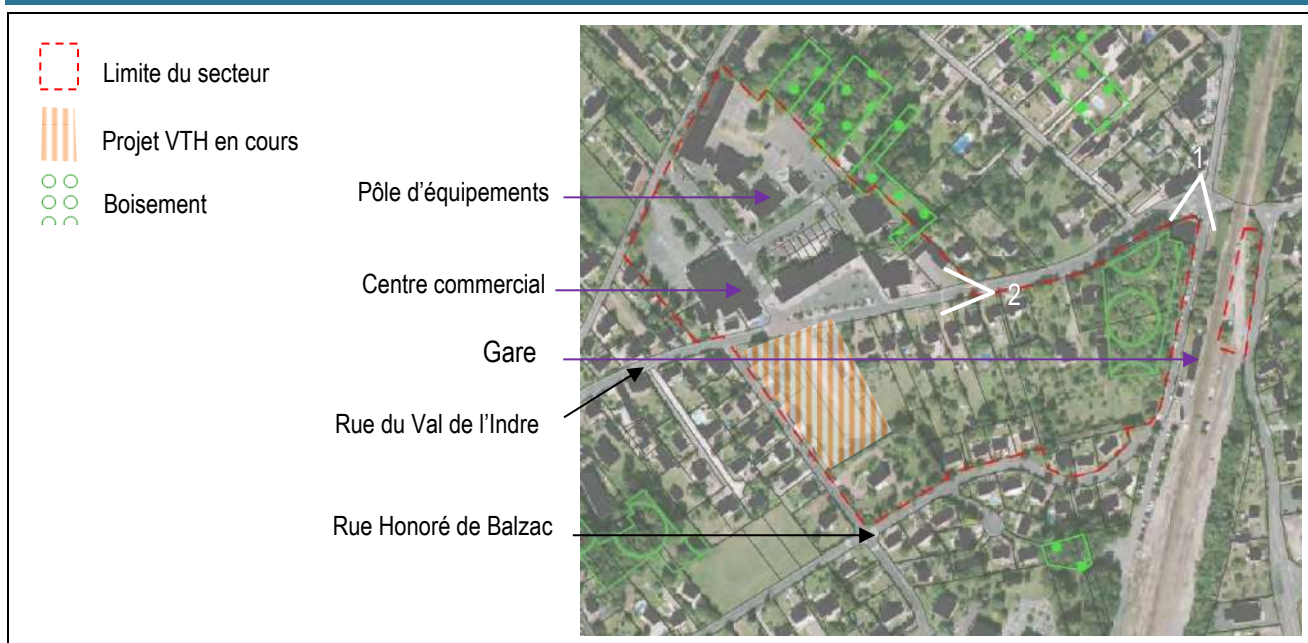 Limite du secteur
Projet VTH en cours
Boisement
Pôle d’équipements
Centre commercial
Gare
Rue du Val de l’Indre
Rue Honoré de Balzac
1
2